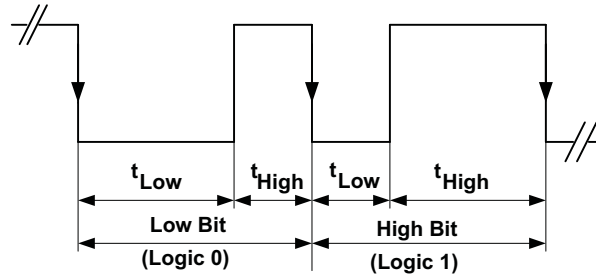 tLow tHigh tLow tHigh
Low Bit High Bit
(Logic 0) (Logic 1)